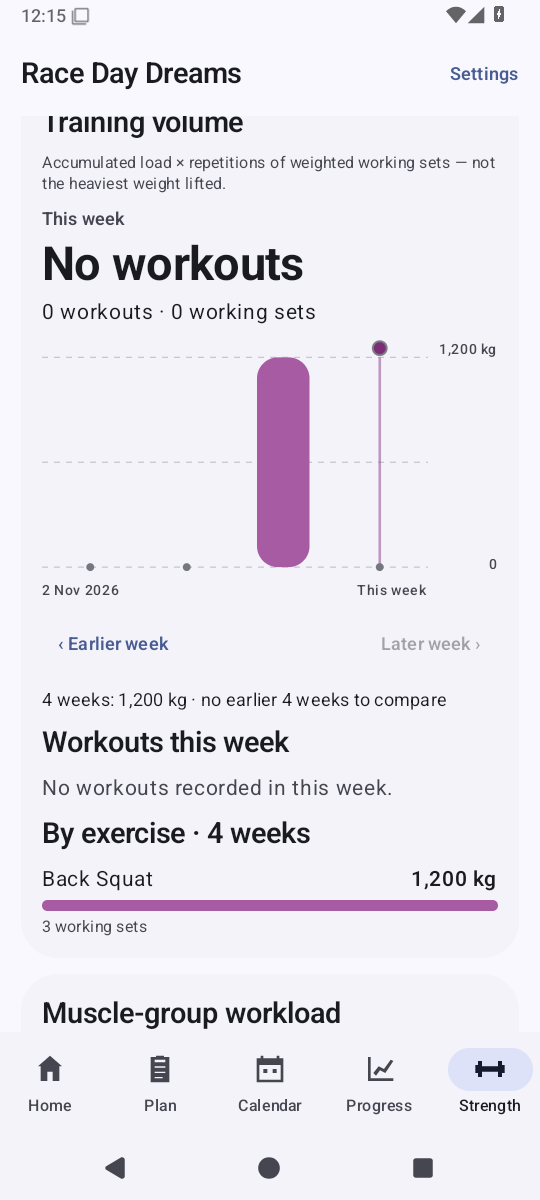 12:15
Race Day Dreams
Settings
Training volume
Accumulated load × repetitions of weighted working sets — not
the heaviest weight lifted.
This week
No workouts
0 workouts · 0 working sets
1,200 kg
0
2 Nov 2026
This week
‹ Earlier week
Later week ›
4 weeks: 1,200 kg · no earlier 4 weeks to compare
Workouts this week
No workouts recorded in this week.
By exercise · 4 weeks
Back Squat
1,200 kg
3 working sets
Muscle-group workload
Home
Plan
Calendar
Progress
Strength